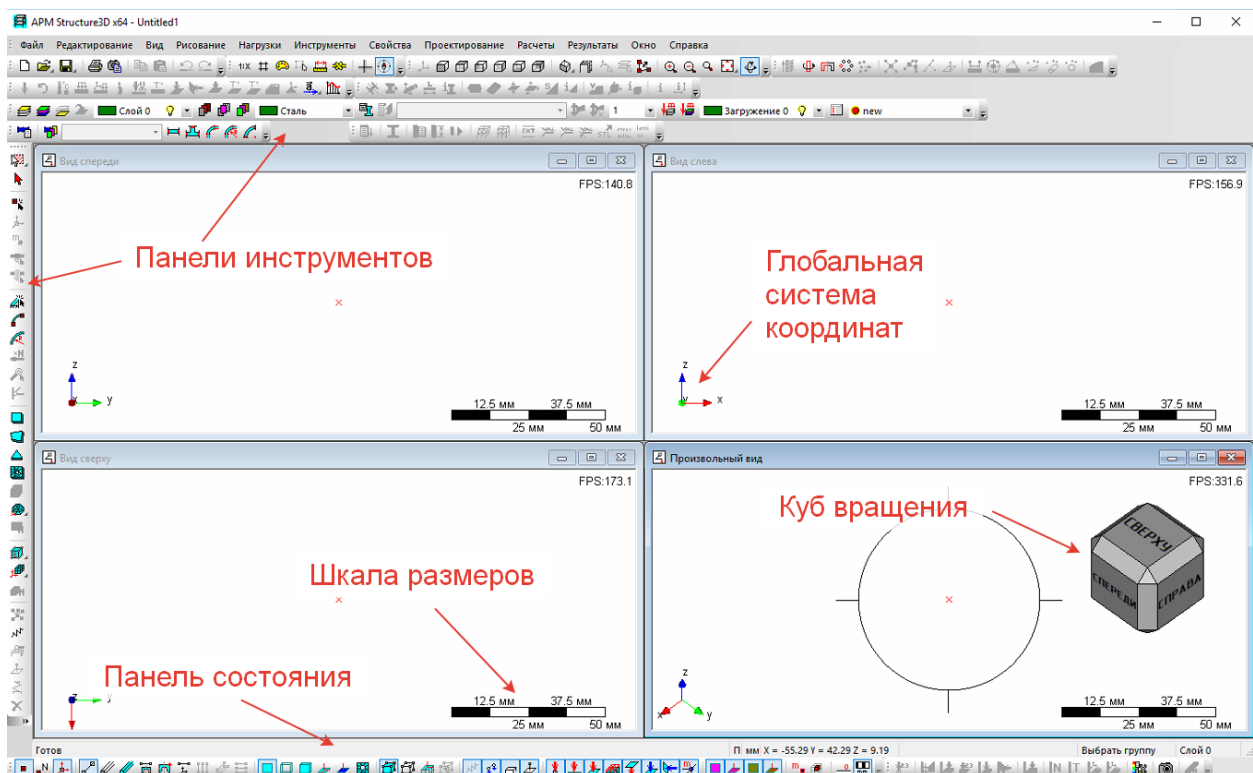 APM Structure3D x64 - Untitled1
Файл Редактирование Вид Рисование Нагрузки Инструменты Свойства Проектирование Расчеты Результаты Окно Справка
Слой 0 Сталь 1 Загружение 0 new
Вид спереди
Вид слева
FPS:140.8
FPS:156.9
Панели инструментов
Глобальная
система
координат
z
y
12.5 мм 37.5 мм
25 мм 50 мм
z
x
12.5 мм 37.5 мм
25 мм 50 мм
Вид сверху
Произвольный вид
FPS:173.1
FPS:331.6
Куб вращения
СВЕРХУ
СПЕРЕДИ
СПРАВА
Шкала размеров
Панель состояния
12.5 мм 37.5 мм
25 мм 50 мм
z
x
y
12.5 мм 37.5 мм
25 мм 50 мм
Готов
П мм X = -55.29 Y = 42.29 Z = 9.19
Выбрать группу Слой 0